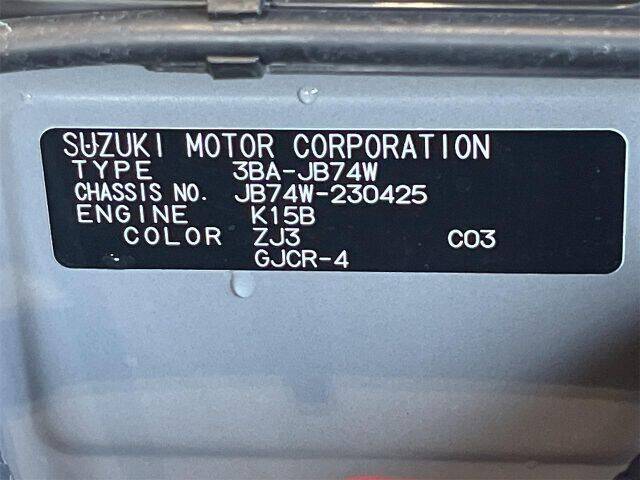 SUZUKI MOTOR CORPORATION
TYPE 3BA-JB74W
CHASSIS NO. JB74W-230425
ENGINE K15B
COLOR ZJ3 C03
GJCR-4